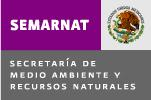 SEMARNAT
SECRETARÍA DE
MEDIO AMBIENTE Y
RECURSOS NATURALES